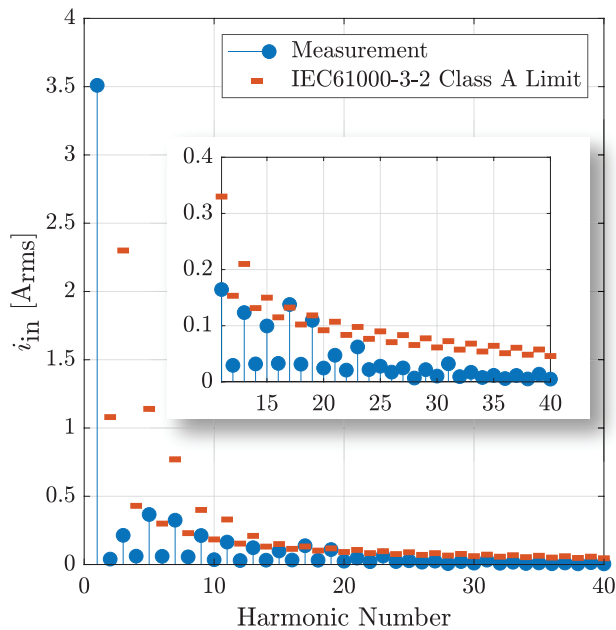 4
3.5
3
2.5
2
1.5
1
0.5
0
i_in [Arms]
Measurement
IEC61000-3-2 Class A Limit
0.4
0.3
0.2
0.1
0
15 20 25 30 35 40
0 10 20 30 40
Harmonic Number